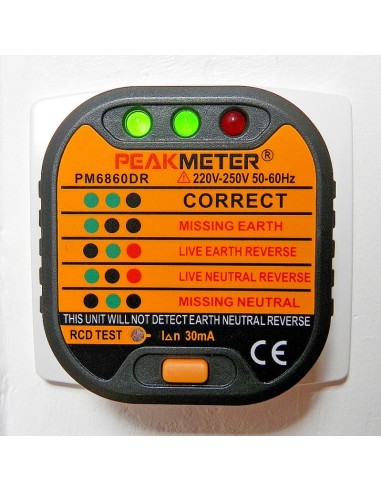 PEAKMETER®
PM6860DR ⚠ 220V-250V 50-60Hz
CORRECT
MISSING EARTH
LIVE EARTH REVERSE
LIVE NEUTRAL REVERSE
MISSING NEUTRAL
THIS UNIT WILL NOT DETECT EARTH NEUTRAL REVERSE
RCD TEST I△n 30mA
CE